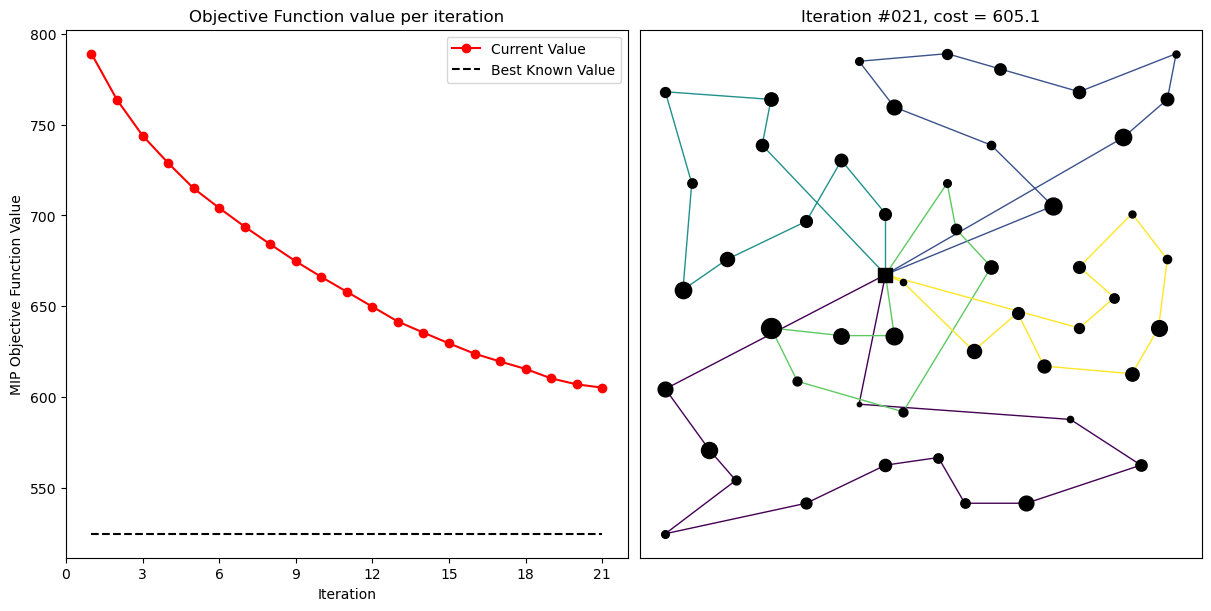 Objective Function value per iteration
Current Value
Best Known Value
MIP Objective Function Value
800
750
700
650
600
550
0
3
6
9
12
15
18
21
Iteration
Iteration #021, cost = 605.1